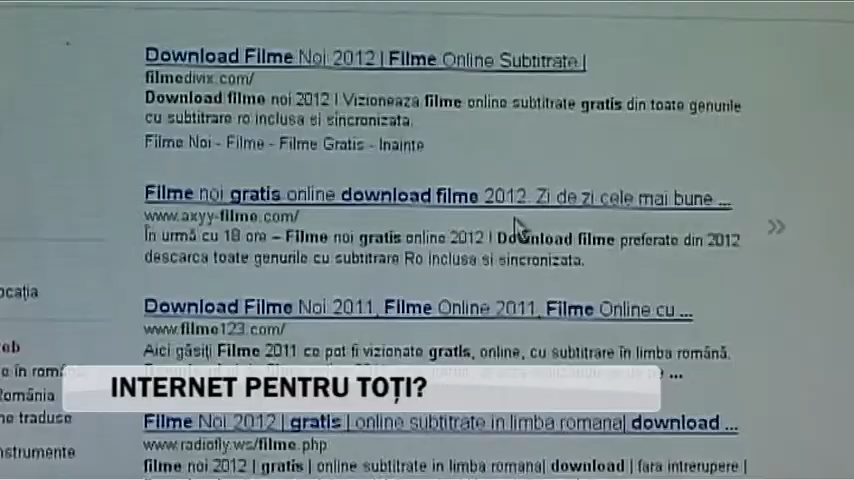 Download Filme Noi 2012 | Filme Online Subtitrate |
filmedivix.com/
Download filme noi 2012 | Vizioneaza filme online subtitrate gratis din toate genurile
cu subtitrare ro inclusa si sincronizata.
Filme Noi - Filme - Filme Gratis - Inainte
Filme noi gratis online download filme 2012. Zi de zi cele mai bune ...
www.axyy-filme.com/
În urmă cu 18 ore – Filme noi gratis online 2012 | Download filme preferate din 2012
descarca toate genurile cu subtitrare Ro inclusa si sincronizata.
ocația
Download Filme Noi 2011, Filme Online 2011, Filme Online cu ...
www.filme123.com/
eb
Aici găsiți Filme 2011 ce pot fi vizionate gratis, online, cu subtitrare în limba română.
e în rom
...
INTERNET PENTRU TOȚI?
România
ne traduse
Filme Noi 2012 | gratis | online subtitrate in limba romana| download ...
www.radiofly.ws/filme.php
nstrumente
filme noi 2012 | gratis | online subtitrate in limba romana| download | fara intrerupere |